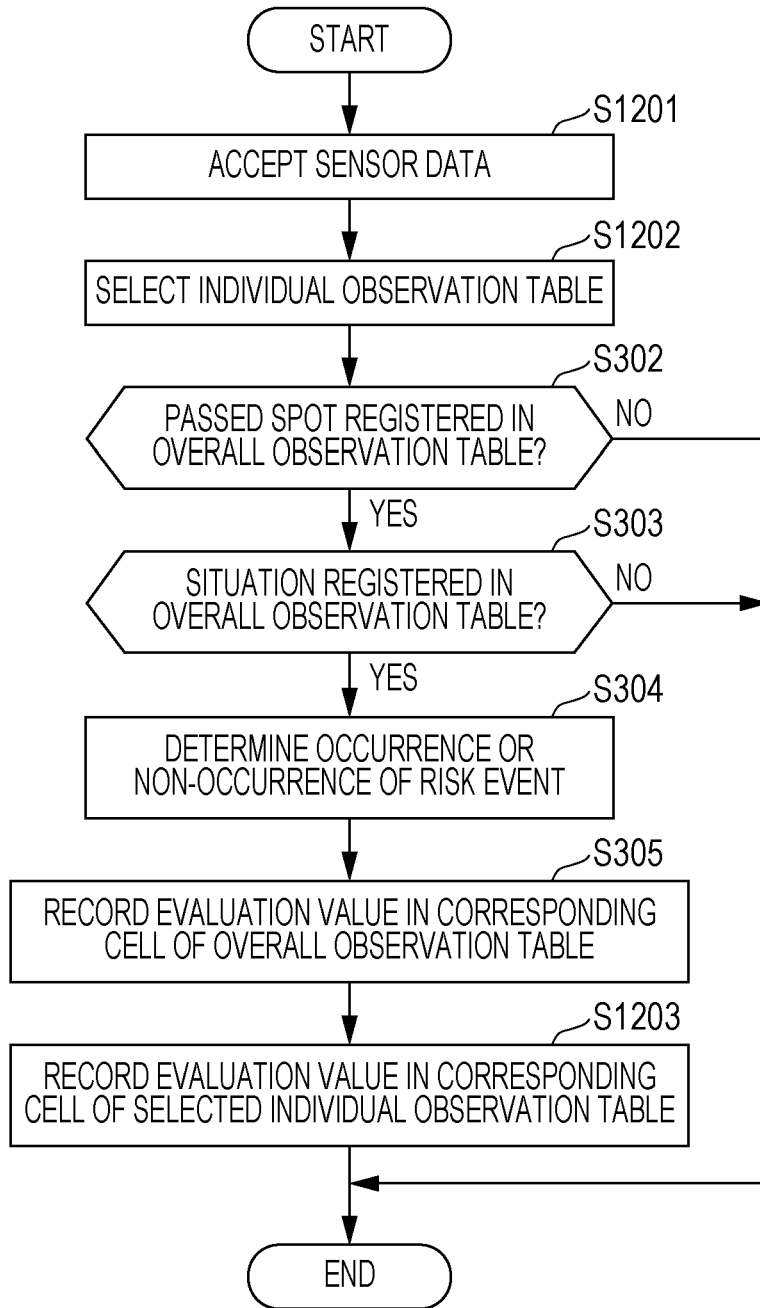 START
S1201
ACCEPT SENSOR DATA
S1202
SELECT INDIVIDUAL OBSERVATION TABLE
S302
PASSED SPOT REGISTERED IN
OVERALL OBSERVATION TABLE?
NO
YES
S303
SITUATION REGISTERED IN
OVERALL OBSERVATION TABLE?
NO
YES
S304
DETERMINE OCCURRENCE OR
NON-OCCURRENCE OF RISK EVENT
S305
RECORD EVALUATION VALUE IN CORRESPONDING
CELL OF OVERALL OBSERVATION TABLE
S1203
RECORD EVALUATION VALUE IN CORRESPONDING
CELL OF SELECTED INDIVIDUAL OBSERVATION TABLE
END